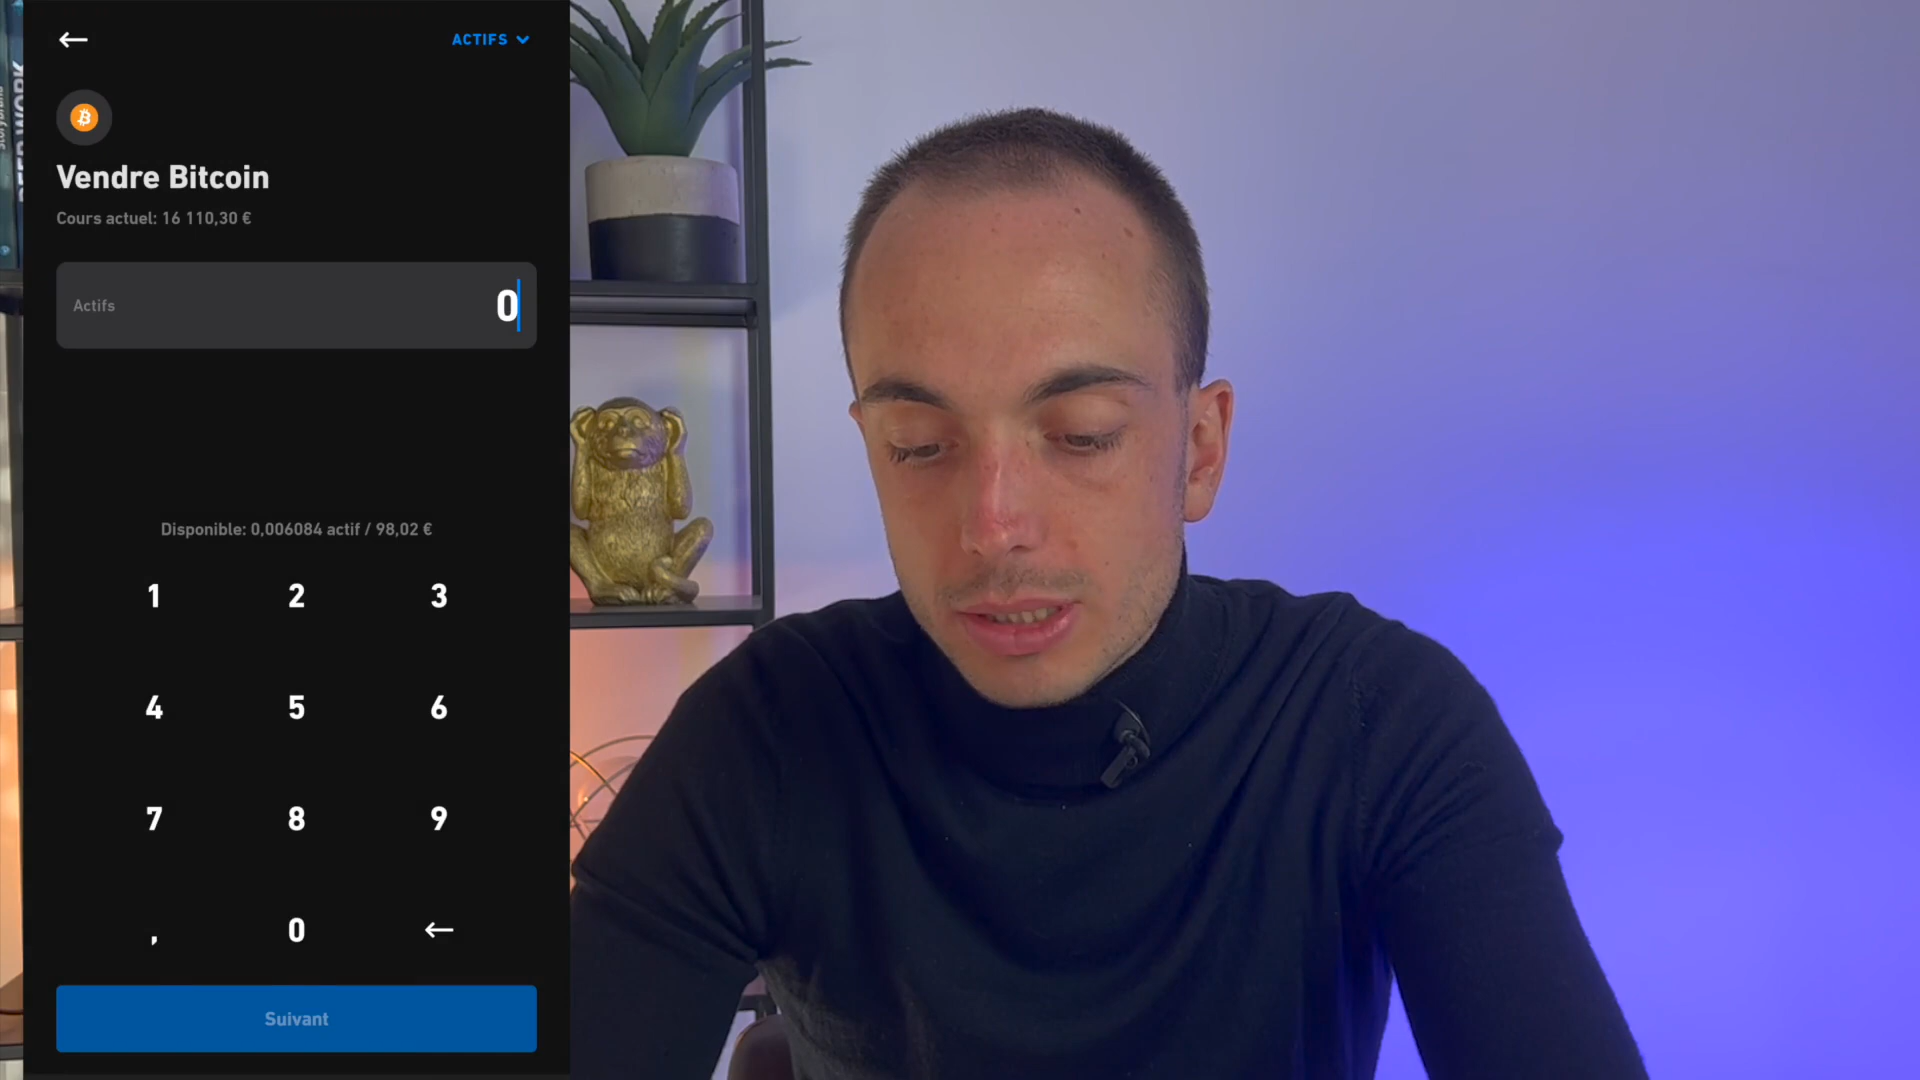 ACTIFS
Vendre Bitcoin
Cours actuel: 16 110,30 €
Actifs
0
Disponible: 0,006084 actif / 98,02 €
1 2 3
4 5 6
7 8 9
, 0
Suivant
WORK